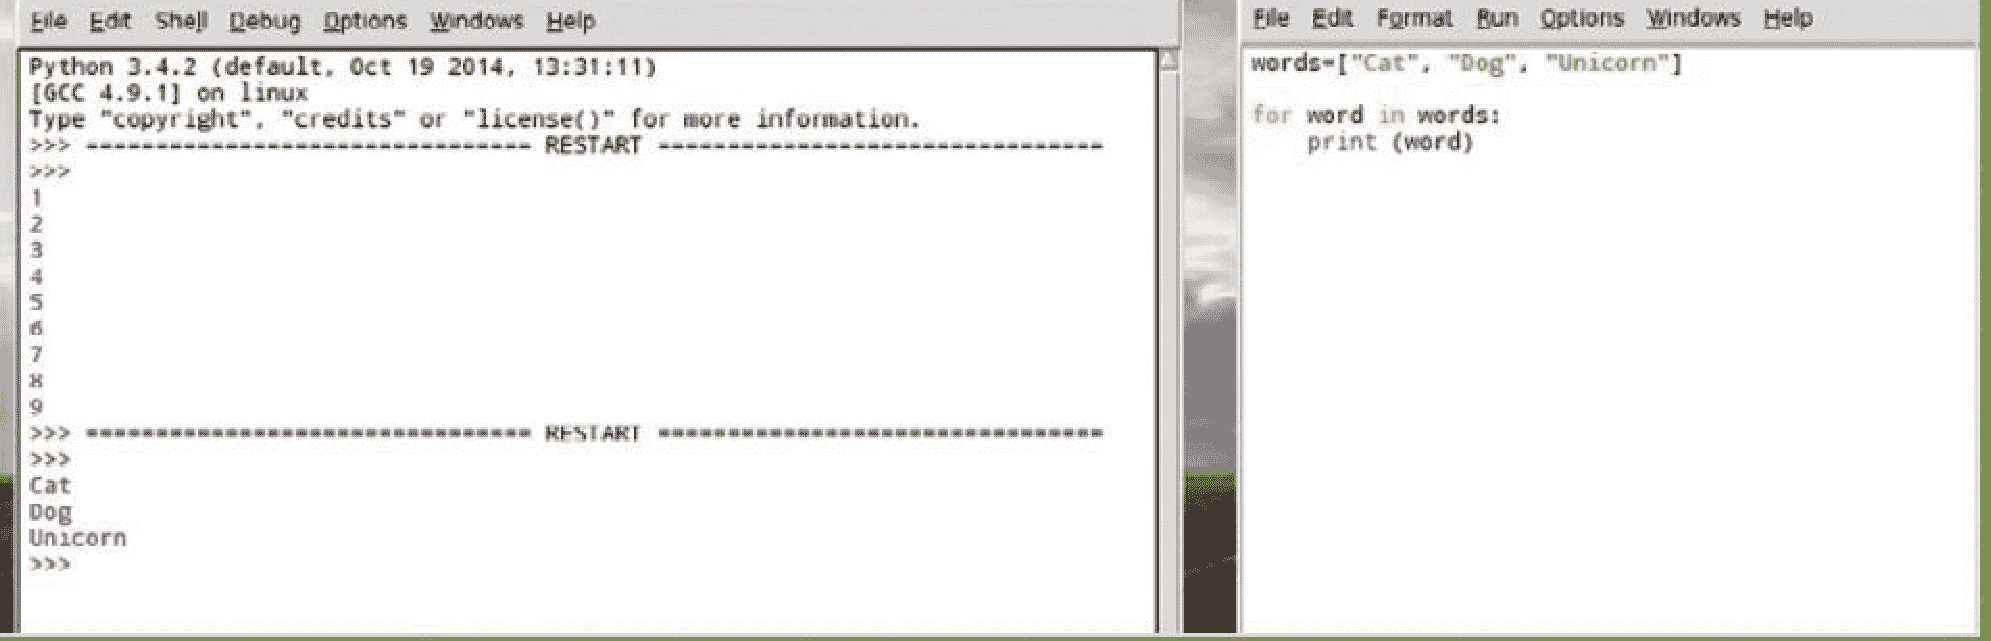 File Edit Shell Debug Options Windows Help
Python 3.4.2 (default, Oct 19 2014, 13:31:11)
[GCC 4.9.1] on linux
Type "copyright", "credits" or "license()" for more information.
>>> ================================ RESTART ================================
>>>
1
2
3
4
5
6
7
8
9
>>> ================================ RESTART ================================
>>>
Cat
Dog
Unicorn
>>>
File Edit Format Run Options Windows Help
words=["Cat", "Dog", "Unicorn"]
for word in words:
    print (word)